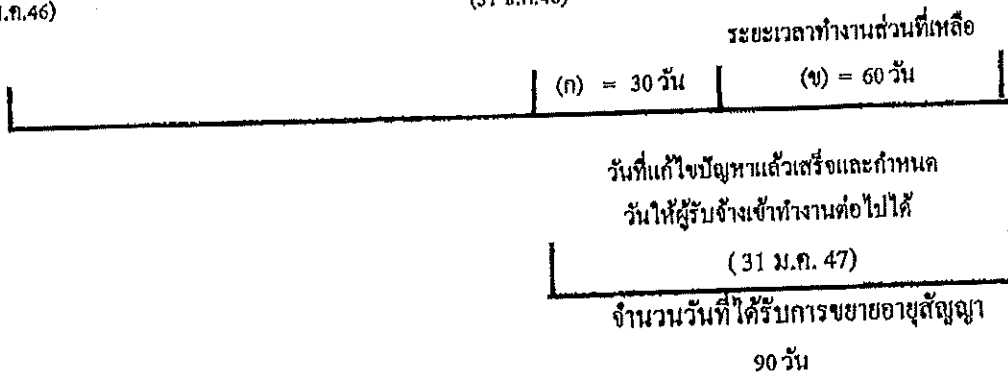 ม.ค.46)
ระยะเวลาทำงานส่วนที่เหลือ
(ก) = 30 วัน
(ข) = 60 วัน
วันที่แก้ไขปัญหาแล้วเสร็จและกำหนด
วันให้ผู้รับจ้างเข้าทำงานต่อไปได้
(31 ม.ค. 47)
จำนวนวันที่ได้รับการขยายอายุสัญญา
90 วัน